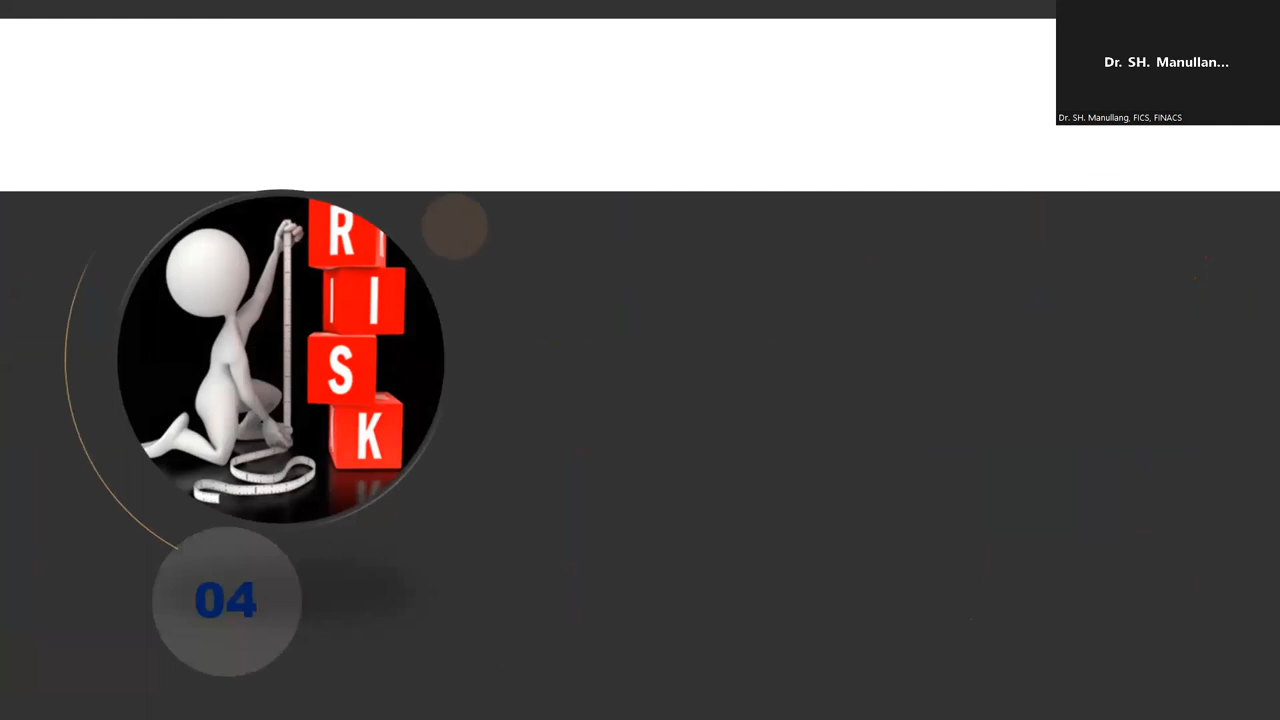 Dr. SH. Manullan...
Dr. SH. Manullang, FICS, FINACS
R
I
S
K
04